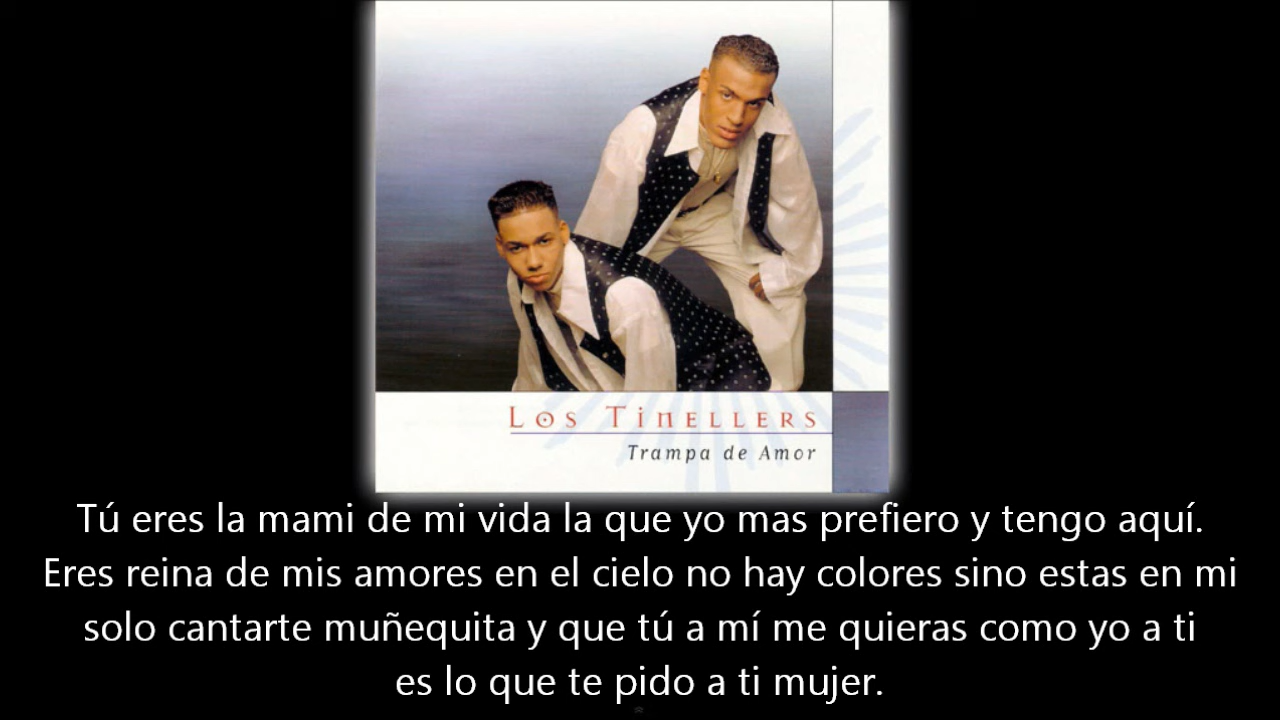 Los Tinellers
Trampa de Amor
Tú eres la mami de mi vida la que yo mas prefiero y tengo aquí.
Eres reina de mis amores en el cielo no hay colores sino estas en mi
solo cantarte muñequita y que tú a mí me quieras como yo a ti
es lo que te pido a ti mujer.